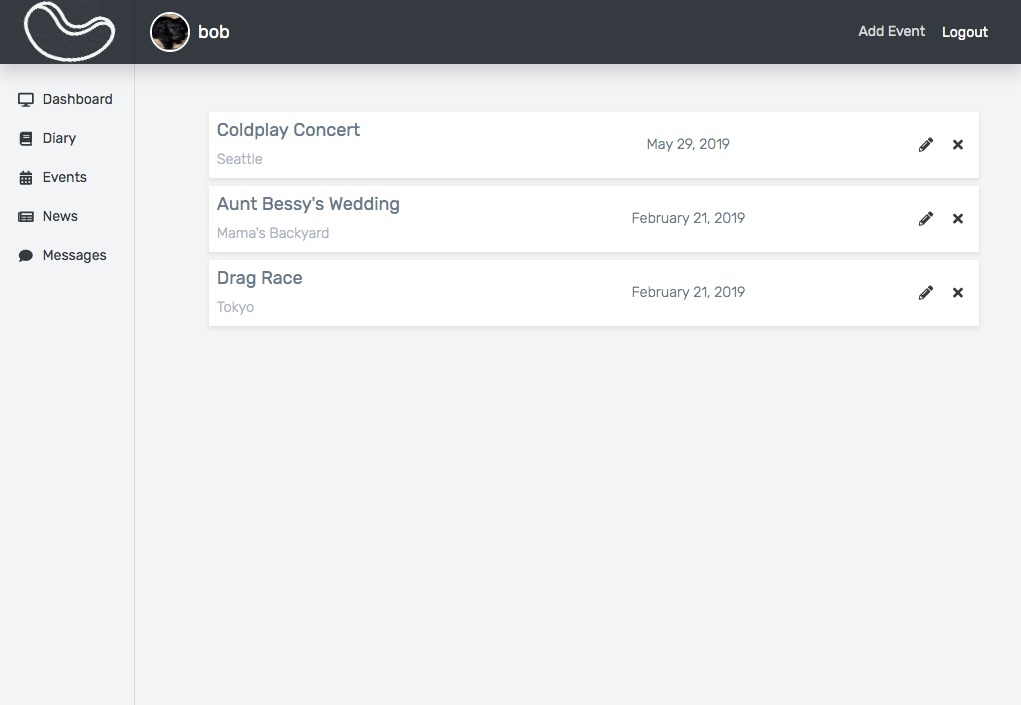 bob
Add Event
Logout
Dashboard
Diary
Events
News
Messages
Coldplay Concert
Seattle
May 29, 2019
Aunt Bessy's Wedding
Mama's Backyard
February 21, 2019
Drag Race
Tokyo
February 21, 2019